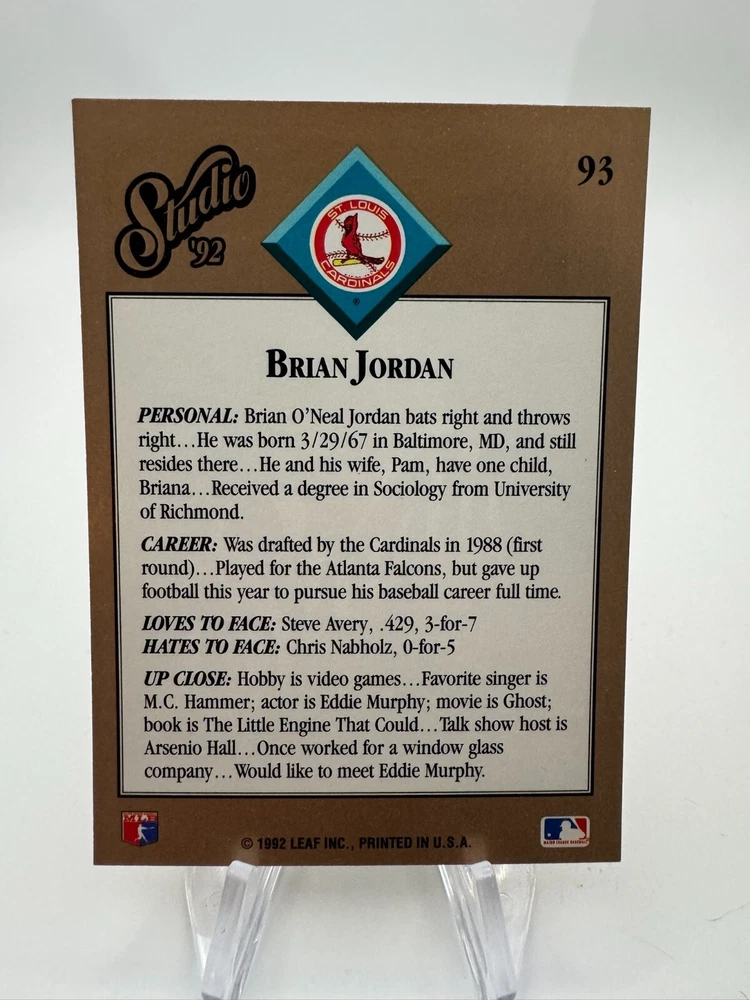 Studio
'92
93
ST. LOUIS
CARDINALS
®
BRIAN JORDAN
PERSONAL: Brian O'Neal Jordan bats right and throws
right...He was born 3/29/67 in Baltimore, MD, and still
resides there...He and his wife, Pam, have one child,
Briana...Received a degree in Sociology from University
of Richmond.
CAREER: Was drafted by the Cardinals in 1988 (first
round)...Played for the Atlanta Falcons, but gave up
football this year to pursue his baseball career full time.
LOVES TO FACE: Steve Avery, .429, 3-for-7
HATES TO FACE: Chris Nabholz, 0-for-5
UP CLOSE: Hobby is video games...Favorite singer is
M.C. Hammer; actor is Eddie Murphy; movie is Ghost;
book is The Little Engine That Could...Talk show host is
Arsenio Hall...Once worked for a window glass
company...Would like to meet Eddie Murphy.
© 1992 LEAF INC., PRINTED IN U.S.A.
MAJOR LEAGUE BASEBALL